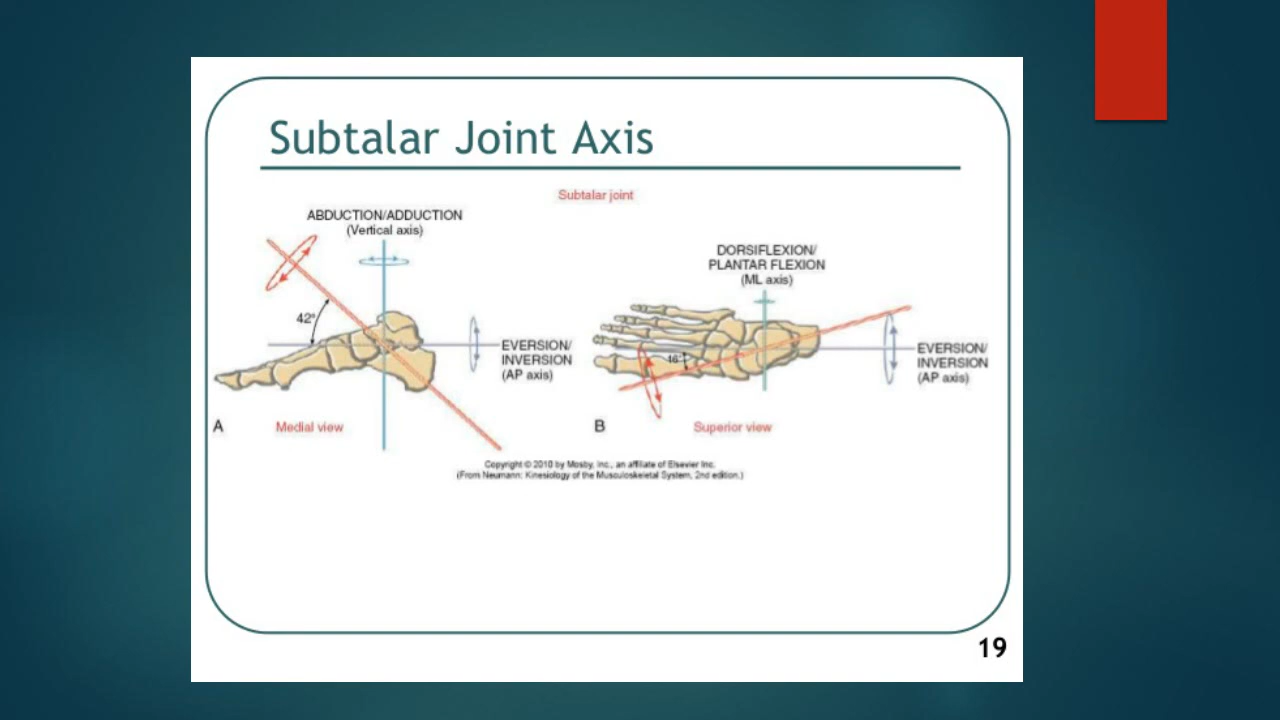 Subtalar Joint Axis
Subtalar joint
ABDUCTION/ADDUCTION
(Vertical axis)
42°
EVERSION/
INVERSION
(AP axis)
A
Medial view
DORSIFLEXION/
PLANTAR FLEXION
(ML axis)
16°
EVERSION/
INVERSION
(AP axis)
B
Superior view
Copyright © 2010 by Mosby, Inc., an affiliate of Elsevier Inc.
(From Neumann: Kinesiology of the Musculoskeletal System, 2nd edition.)
19